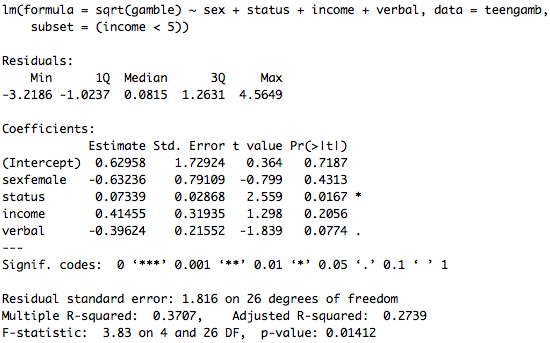 lm(formula = sqrt(gamble) ~ sex + status + income + verbal, data = teengamb,
    subset = (income < 5))

Residuals:
    Min      1Q  Median      3Q     Max
-3.2186 -1.0237  0.0815  1.2631  4.5649

Coefficients:
            Estimate Std. Error t value Pr(>|t|)
(Intercept)  0.62958    1.72924   0.364   0.7187
sexfemale   -0.63236    0.79109  -0.799   0.4313
status       0.07339    0.02868   2.559   0.0167 *
income       0.41455    0.31935   1.298   0.2056
verbal      -0.39624    0.21552  -1.839   0.0774 .
---
Signif. codes:  0 ‘***’ 0.001 ‘**’ 0.01 ‘*’ 0.05 ‘.’ 0.1 ‘ ’ 1

Residual standard error: 1.816 on 26 degrees of freedom
Multiple R-squared:  0.3707,    Adjusted R-squared:  0.2739
F-statistic:  3.83 on 4 and 26 DF,  p-value: 0.01412